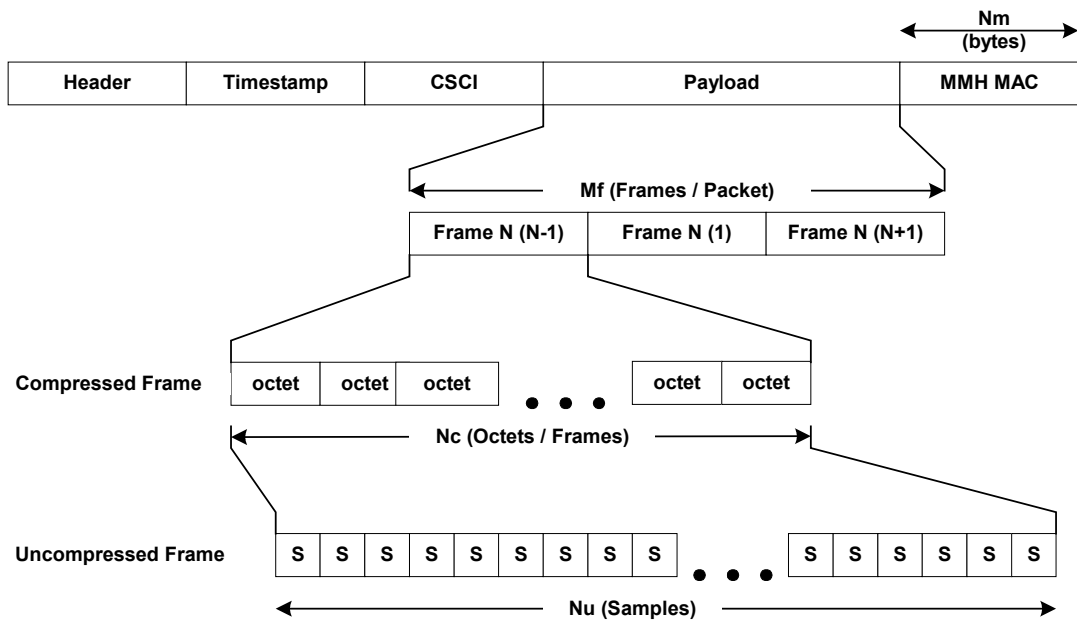 Nm
(bytes)
Header Timestamp CSCI Payload MMH MAC
Mf (Frames / Packet)
Frame N (N-1) Frame N (1) Frame N (N+1)
Compressed Frame octet octet octet octet octet
Nc (Octets / Frames)
Uncompressed Frame S S S S S S S S S S S S S S S
Nu (Samples)